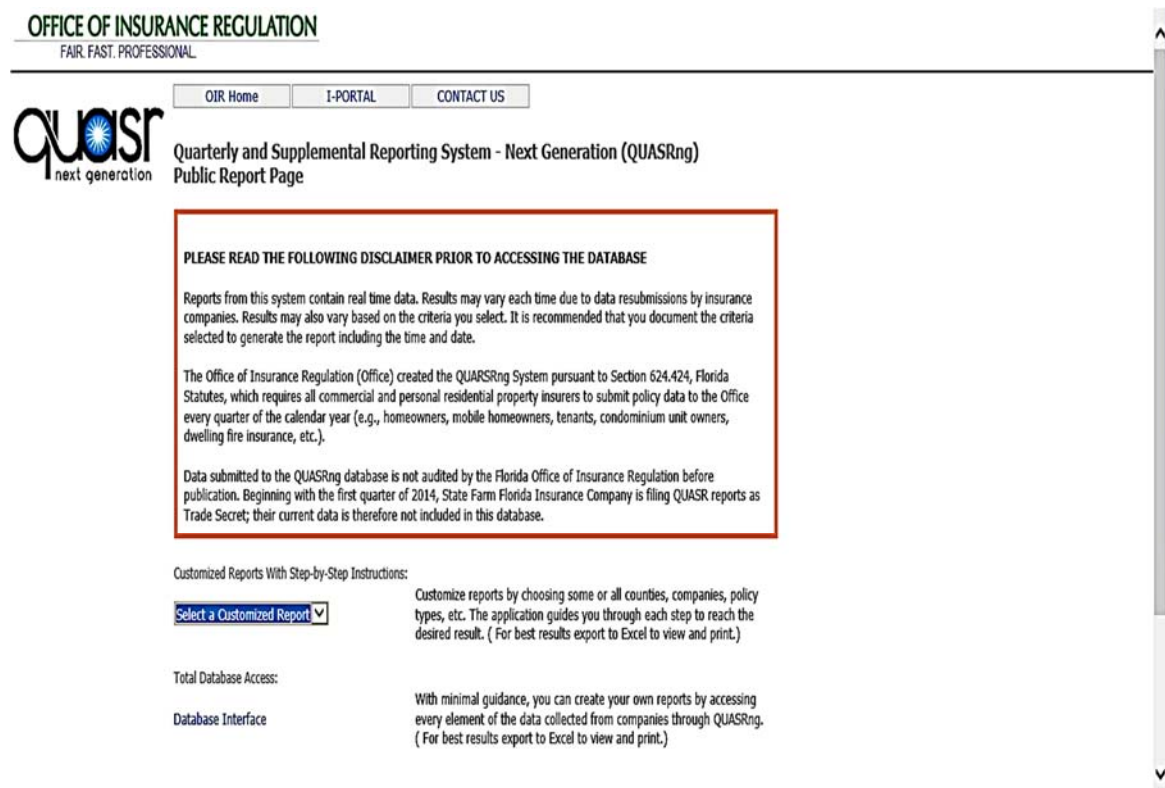 OFFICE OF INSURANCE REGULATION
FAIR. FAST. PROFESSIONAL.
OIR Home
I-PORTAL
CONTACT US
quasr
next generation
Quarterly and Supplemental Reporting System - Next Generation (QUASRng)
Public Report Page
PLEASE READ THE FOLLOWING DISCLAIMER PRIOR TO ACCESSING THE DATABASE
Reports from this system contain real time data. Results may vary each time due to data resubmissions by insurance
companies. Results may also vary based on the criteria you select. It is recommended that you document the criteria
selected to generate the report including the time and date.
The Office of Insurance Regulation (Office) created the QUARSRng System pursuant to Section 624.424, Florida
Statutes, which requires all commercial and personal residential property insurers to submit policy data to the Office
every quarter of the calendar year (e.g., homeowners, mobile homeowners, tenants, condominium unit owners,
dwelling fire insurance, etc.).
Data submitted to the QUASRng database is not audited by the Florida Office of Insurance Regulation before
publication. Beginning with the first quarter of 2014, State Farm Florida Insurance Company is filing QUASR reports as
Trade Secret; their current data is therefore not included in this database.
Customized Reports With Step-by-Step Instructions:
Select a Customized Report
Customize reports by choosing some or all counties, companies, policy
types, etc. The application guides you through each step to reach the
desired result. ( For best results export to Excel to view and print.)
Total Database Access:
Database Interface
With minimal guidance, you can create your own reports by accessing
every element of the data collected from companies through QUASRng.
( For best results export to Excel to view and print.)